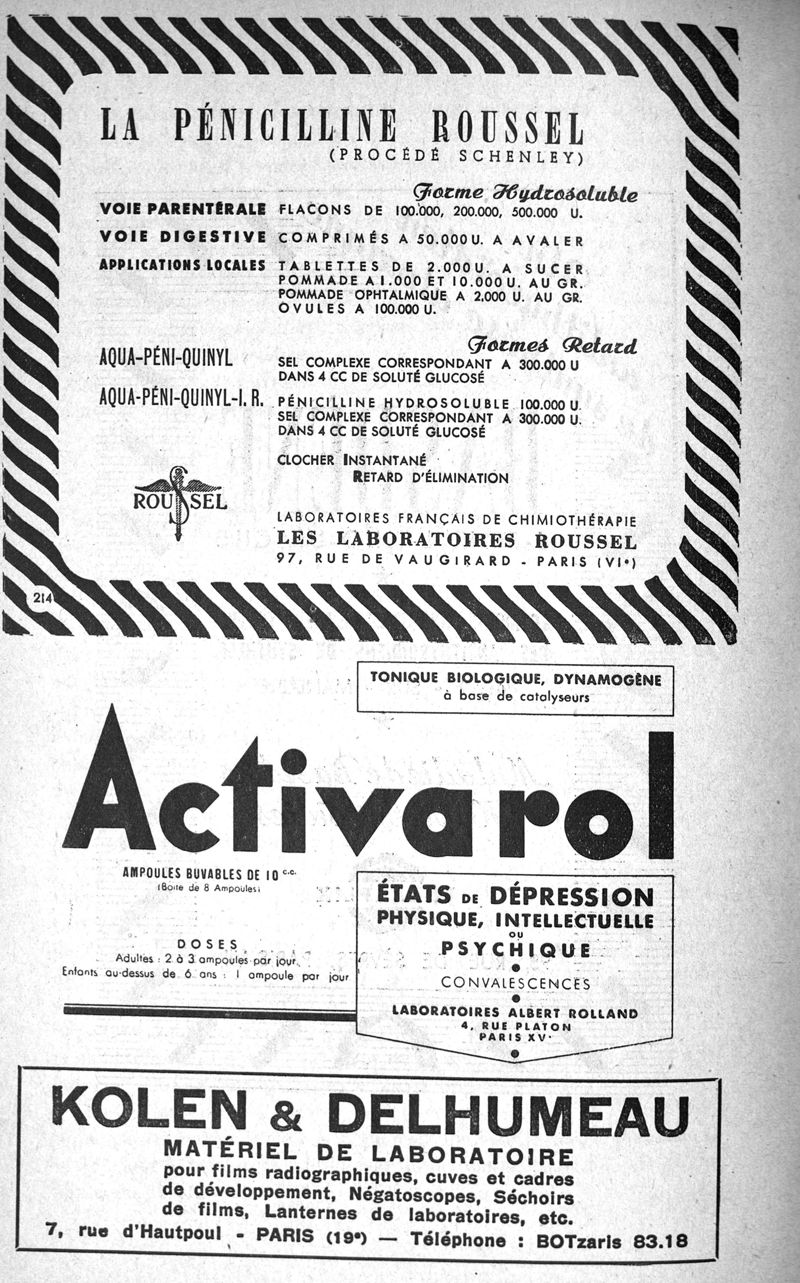 LA PÉNICILLINE ROUSSEL
(PROCÉDÉ SCHENLEY)
Forme Hydrosoluble
VOIE PARENTÉRALE FLACONS DE 100.000, 200.000, 500.000 U.
VOIE DIGESTIVE COMPRIMÉS A 50.000 U. A AVALER
APPLICATIONS LOCALES TABLETTES DE 2.000 U. A SUCER
POMMADE A 1.000 ET 10.000 U. AU GR.
POMMADE OPHTALMIQUE A 2.000 U. AU GR.
OVULES A 100.000 U.
Formes Retard
AQUA-PÉNI-QUINYL SEL COMPLEXE CORRESPONDANT A 300.000 U
DANS 4 CC DE SOLUTÉ GLUCOSÉ
AQUA-PÉNI-QUINYL-I.R. PÉNICILLINE HYDROSOLUBLE 100.000 U.
SEL COMPLEXE CORRESPONDANT A 300.000 U.
DANS 4 CC DE SOLUTÉ GLUCOSÉ
CLOCHER INSTANTANÉ
RETARD D'ÉLIMINATION
ROUSSEL
LABORATOIRES FRANÇAIS DE CHIMIOTHÉRAPIE
LES LABORATOIRES ROUSSEL
97, RUE DE VAUGIRARD - PARIS (VIe)
214
TONIQUE BIOLOGIQUE, DYNAMOGÈNE
à base de catalyseurs
Activarol
AMPOULES BUVABLES DE 10 c.c.
(Boite de 8 Ampoules)
DOSES
Adultes : 2 à 3 ampoules par jour,
Enfants au-dessus de 6 ans : 1 ampoule par jour
ÉTATS DE DÉPRESSION
PHYSIQUE, INTELLECTUELLE
OU
PSYCHIQUE
CONVALESCENCES
LABORATOIRES ALBERT ROLLAND
4, RUE PLATON
PARIS XV·
KOLEN & DELHUMEAU
MATÉRIEL DE LABORATOIRE
pour films radiographiques, cuves et cadres
de développement, Négatoscopes, Séchoirs
de films, Lanternes de laboratoires, etc.
7, rue d'Hautpoul - PARIS (19e) — Téléphone : BOTzaris 83.18